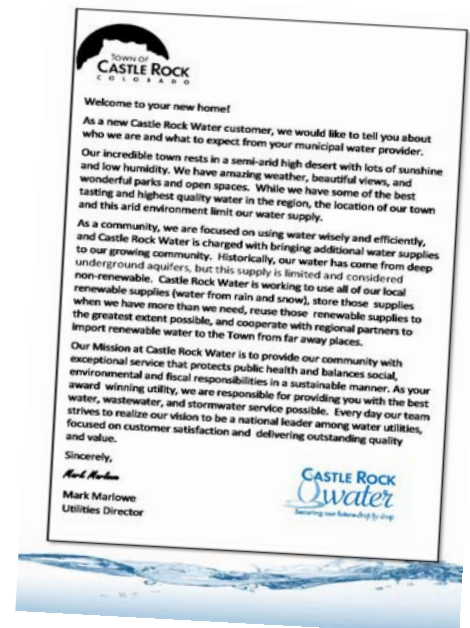 TOWN OF
CASTLE ROCK
COLORADO
Welcome to your new home!
As a new Castle Rock Water customer, we would like to tell you about
who we are and what to expect from your municipal water provider.
Our incredible town rests in a semi-arid high desert with lots of sunshine
and low humidity. We have amazing weather, beautiful views, and
wonderful parks and open spaces. While we have some of the best
tasting and highest quality water in the region, the location of our town
and this arid environment limit our water supply.
As a community, we are focused on using water wisely and efficiently,
and Castle Rock Water is charged with bringing additional water supplies
to our growing community. Historically, our water has come from deep
underground aquifers, but this supply is limited and considered
non-renewable. Castle Rock Water is working to use all of our local
renewable supplies (water from rain and snow), store those supplies
when we have more than we need, reuse those renewable supplies to
the greatest extent possible, and cooperate with regional partners to
import renewable water to the Town from far away places.
Our Mission at Castle Rock Water is to provide our community with
exceptional service that protects public health and balances social,
environmental and fiscal responsibilities in a sustainable manner. As your
award winning utility, we are responsible for providing you with the best
water, wastewater, and stormwater service possible. Every day our team
strives to realize our vision to be a national leader among water utilities,
focused on customer satisfaction and delivering outstanding quality
and value.
Sincerely,
Mark Marlowe
Mark Marlowe
Utilities Director
CASTLE ROCK
water
Securing our future drop by drop